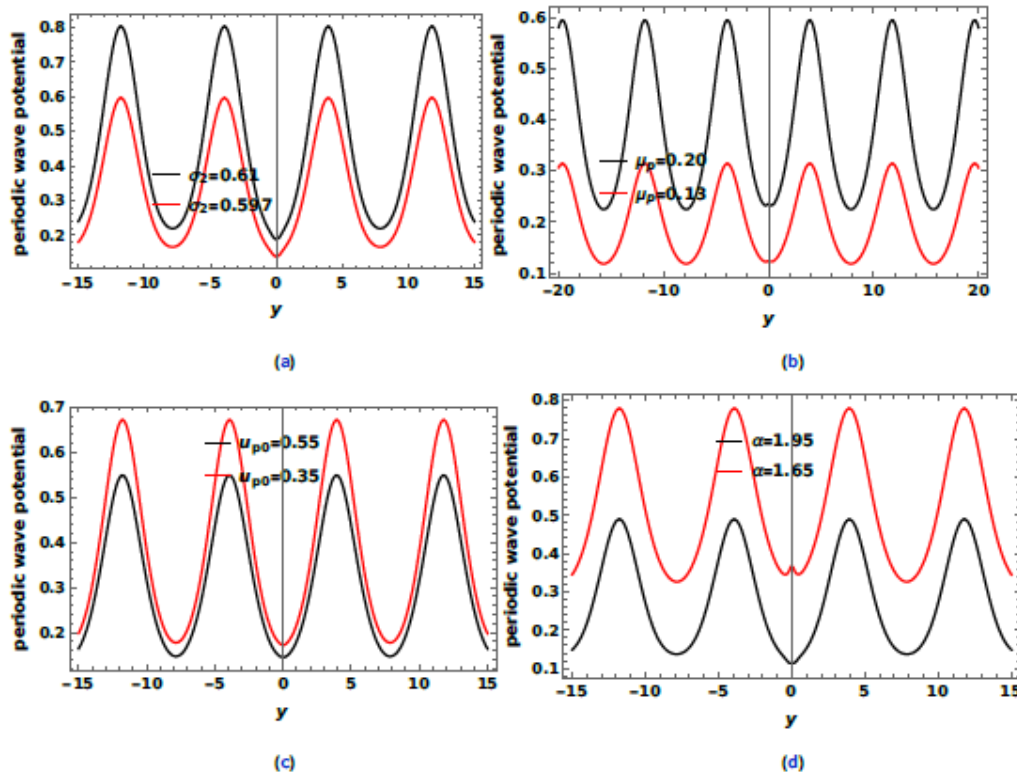 periodic wave potential
0.8
0.7
0.6
0.5
0.4
0.3
0.2
σ2=0.61
σ2=0.597
−15 −10 −5 0 5 10 15
y
(a)
periodic wave potential
0.6
0.5
0.4
0.3
0.2
0.1
μp=0.20
μp=0.13
−20 −10 0 10 20
y
(b)
periodic wave potential
0.7
0.6
0.5
0.4
0.3
0.2
up0=0.55
up0=0.35
−15 −10 −5 0 5 10 15
y
(c)
periodic wave potential
0.8
0.7
0.6
0.5
0.4
0.3
0.2
0.1
α=1.95
α=1.65
−15 −10 −5 0 5 10 15
y
(d)